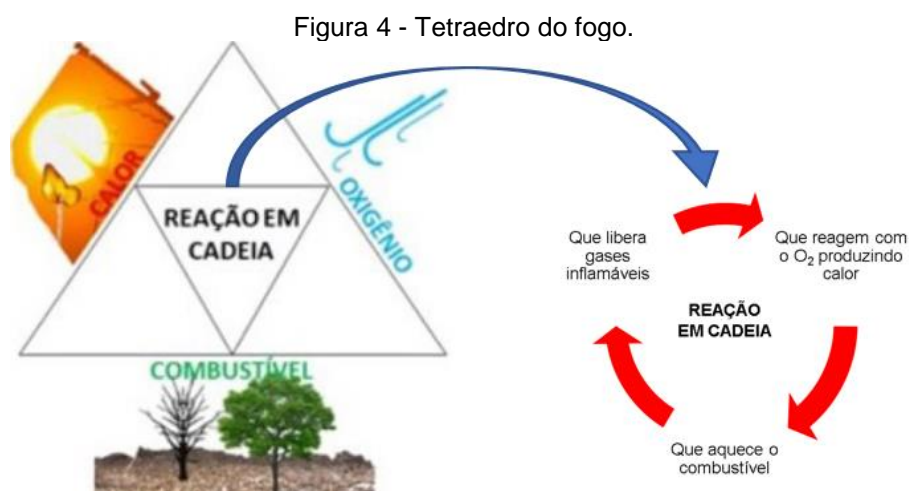 Figura 4 - Tetraedro do fogo.
CALOR
OXIGÊNIO
REAÇÃO EM
CADEIA
COMBUSTÍVEL
Que libera
gases
inflamáveis
Que reagem com
o O₂ produzindo
calor
REAÇÃO
EM CADEIA
Que aquece o
combustível